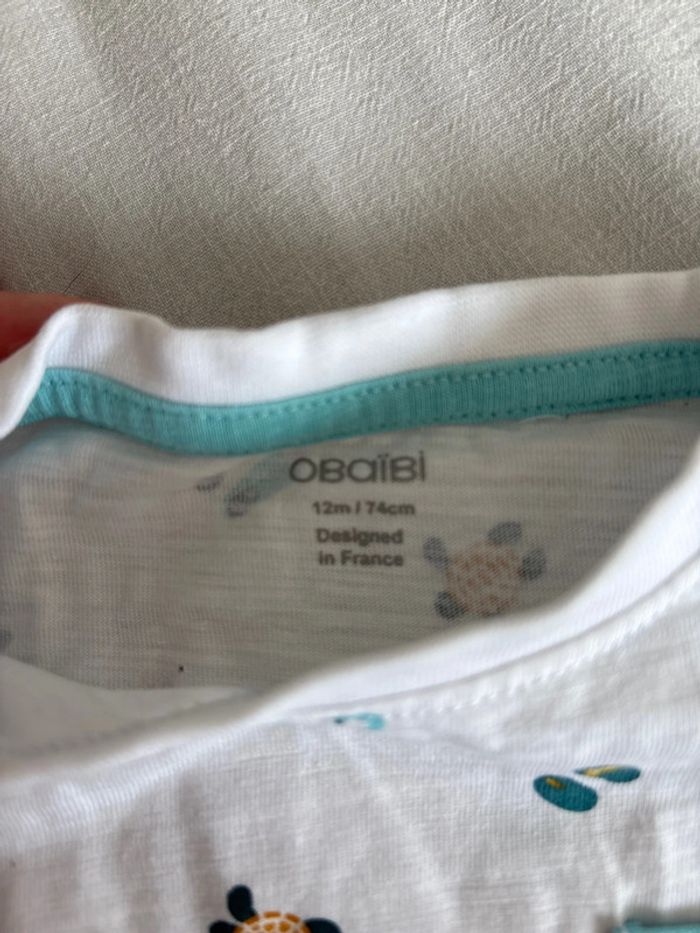 OBAÏBI
12m / 74cm
Designed
in France